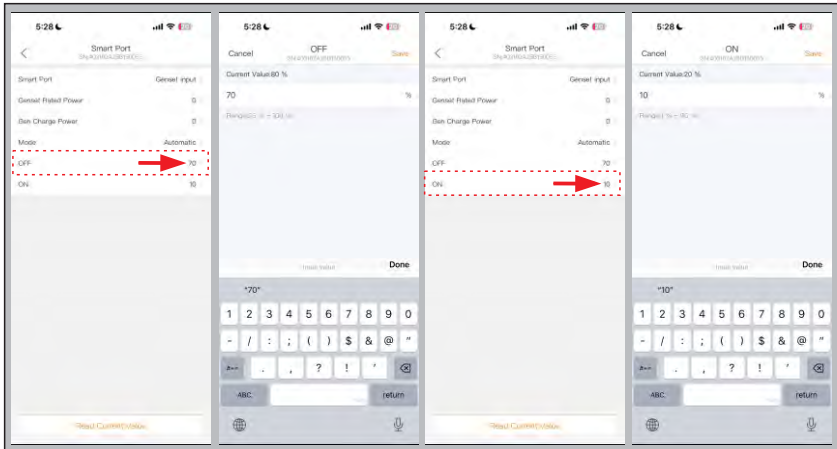 5:28
Smart Port
Smart Port
Genset input
Genset Rated Power
0
Gen Charge Power
0
Mode
Automatic
OFF
70
ON
10
Read Current Value
5:28
Cancel
OFF
Save
Current Value:80 %
70
%
Input value
Done
"70"
1 2 3 4 5 6 7 8 9 0
- / : ; ( ) $ & @ "
#+=
. , ? ! '
ABC
return
5:28
Smart Port
Smart Port
Genset input
Genset Rated Power
0
Gen Charge Power
0
Mode
Automatic
OFF
70
ON
10
Read Current Value
5:28
Cancel
ON
Save
Current Value:20 %
10
%
Input value
Done
"10"
1 2 3 4 5 6 7 8 9 0
- / : ; ( ) $ & @ "
#+=
. , ? ! '
ABC
return